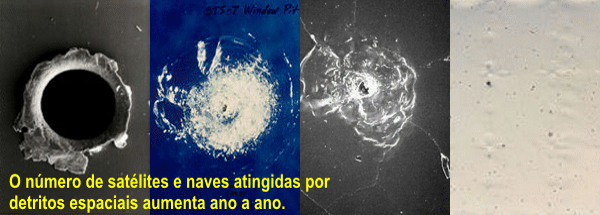 STS-7 Window Pit
O número de satélites e naves atingidas por
detritos espaciais aumenta ano a ano.